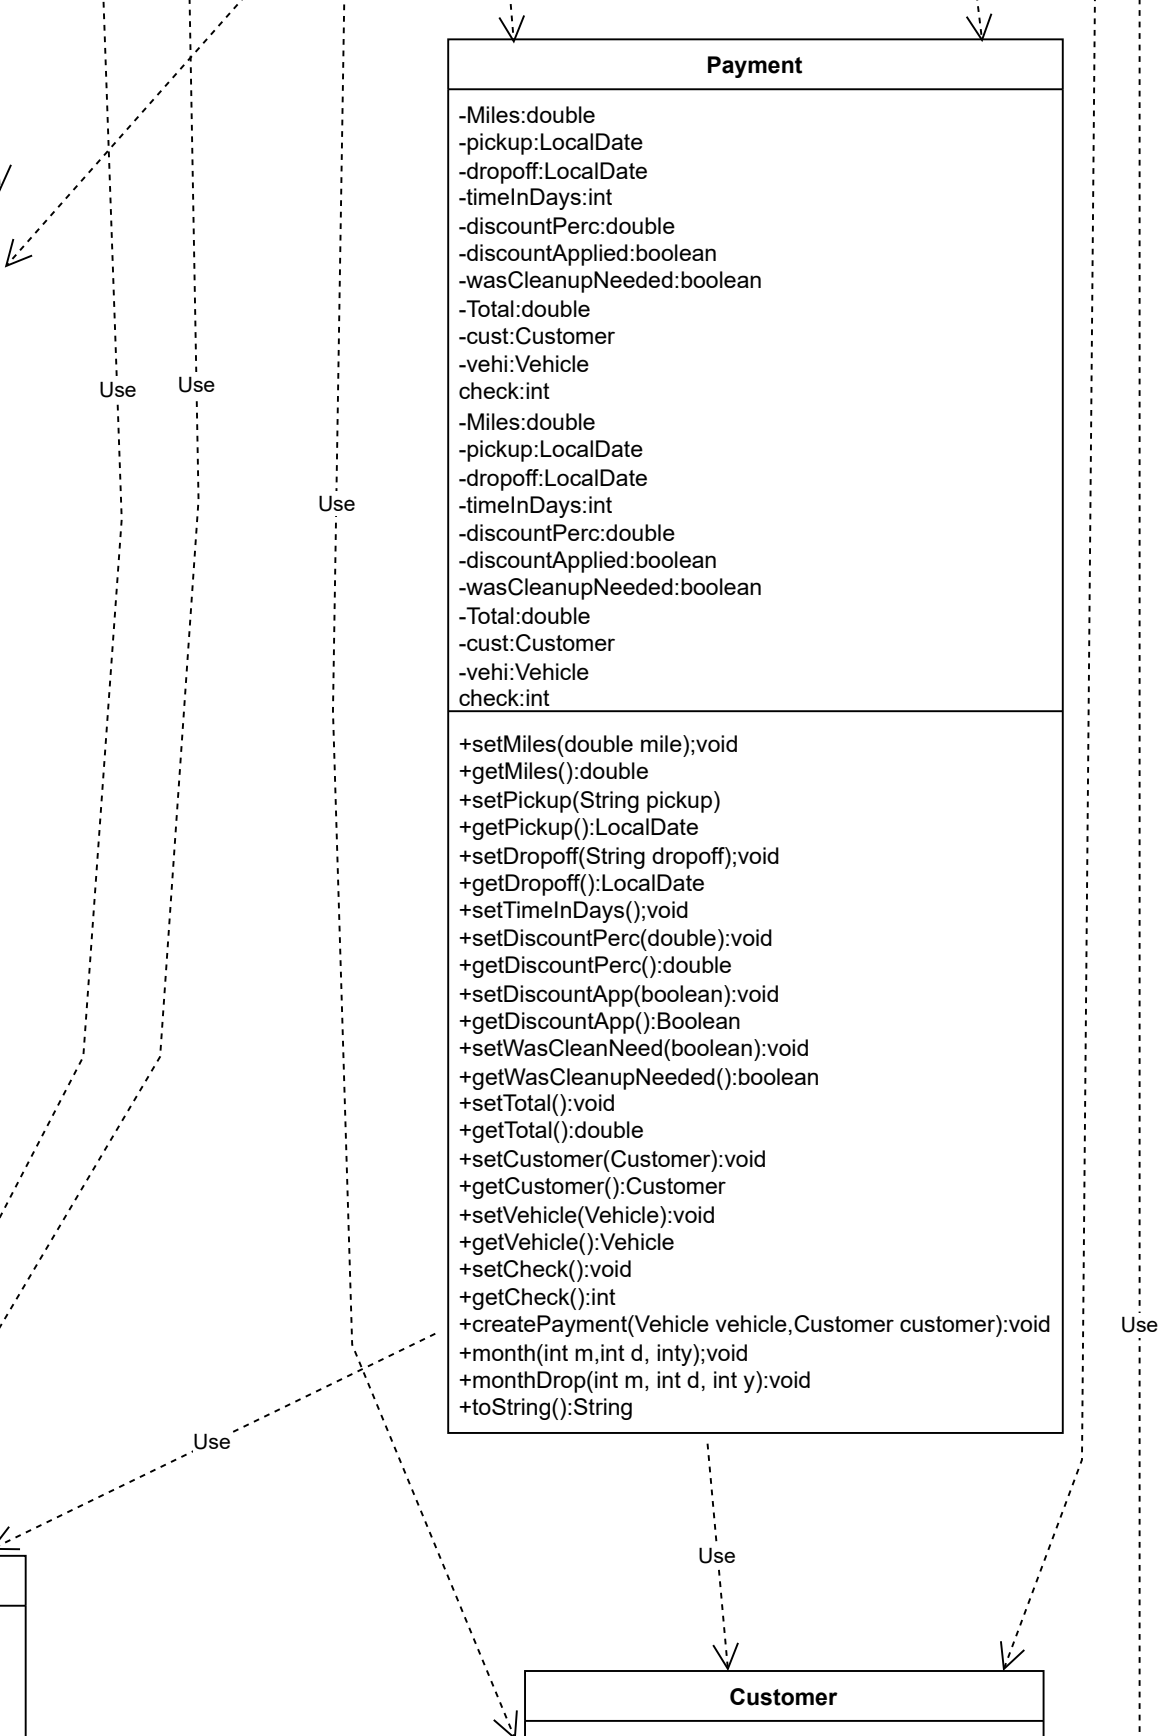 Payment
-Miles:double
-pickup:LocalDate
-dropoff:LocalDate
-timeInDays:int
-discountPerc:double
-discountApplied:boolean
-wasCleanupNeeded:boolean
-Total:double
-cust:Customer
-vehi:Vehicle
check:int
-Miles:double
-pickup:LocalDate
-dropoff:LocalDate
-timeInDays:int
-discountPerc:double
-discountApplied:boolean
-wasCleanupNeeded:boolean
-Total:double
-cust:Customer
-vehi:Vehicle
check:int
+setMiles(double mile);void
+getMiles():double
+setPickup(String pickup)
+getPickup():LocalDate
+setDropoff(String dropoff);void
+getDropoff():LocalDate
+setTimeInDays();void
+setDiscountPerc(double):void
+getDiscountPerc():double
+setDiscountApp(boolean):void
+getDiscountApp():Boolean
+setWasCleanNeed(boolean):void
+getWasCleanupNeeded():boolean
+setTotal():void
+getTotal():double
+setCustomer(Customer):void
+getCustomer():Customer
+setVehicle(Vehicle):void
+getVehicle():Vehicle
+setCheck():void
+getCheck():int
+createPayment(Vehicle vehicle,Customer customer):void
+month(int m,int d, inty);void
+monthDrop(int m, int d, int y):void
+toString():String
Use
Use
Use
Use
Use
Use
Customer